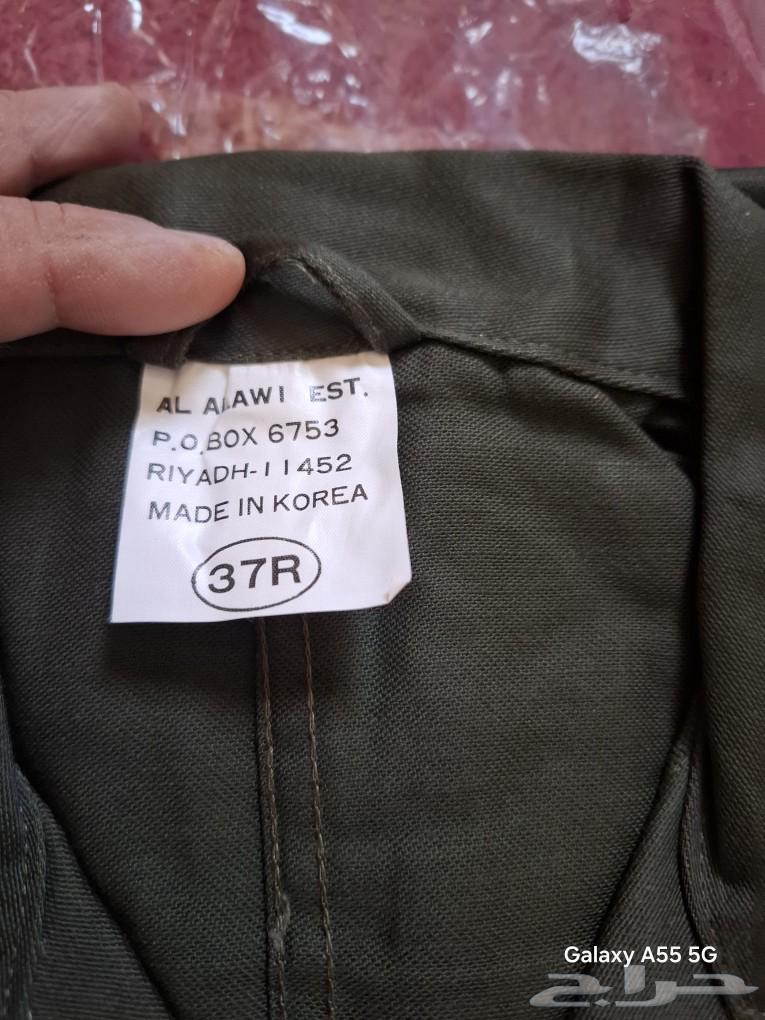 AL ALAWI EST.
P.O.BOX 6753
RIYADH-11452
MADE IN KOREA
37R
Galaxy A55 5G
حراج